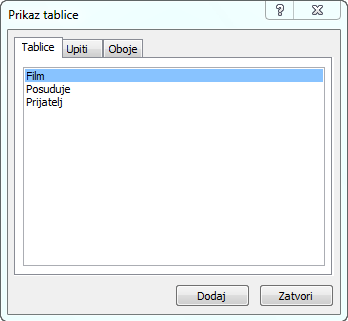 Prikaz tablice
Tablice Upiti Oboje
Film
Posuduje
Prijatelj
Dodaj Zatvori